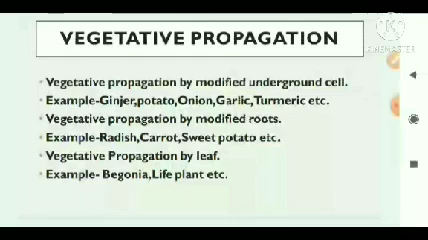 VEGETATIVE PROPAGATION
KINEMASTER
• Vegetative propagation by modified underground cell.
• Example-Ginjer,potato,Onion,Garlic,Turmeric etc.
• Vegetative propagation by modified roots.
• Example-Radish,Carrot,Sweet potato etc.
• Vegetative Propagation by leaf.
• Example- Begonia,Life plant etc.